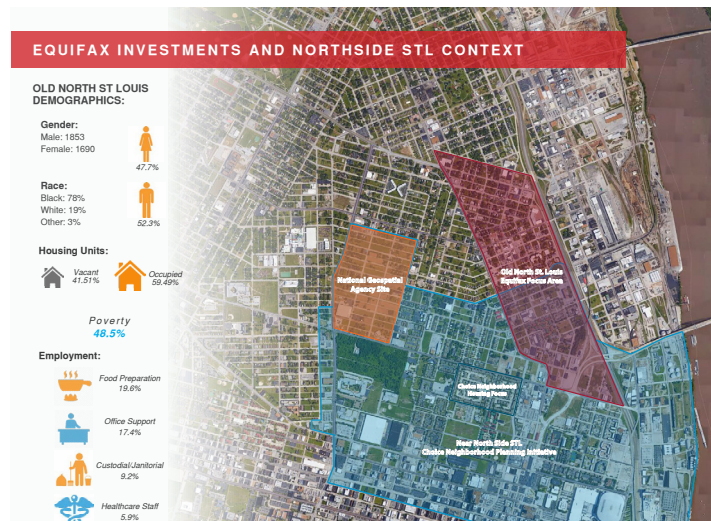 EQUIFAX INVESTMENTS AND NORTHSIDE STL CONTEXT
OLD NORTH ST LOUIS
DEMOGRAPHICS:
Gender:
Male: 1853
Female: 1690
47.7%
Race:
Black: 78%
White: 19%
Other: 3%
52.3%
Housing Units:
Vacant
41.51%
Occupied
59.49%
Poverty
48.5%
Employment:
Food Preparation
19.6%
Office Support
17.4%
Custodial/Janitorial
9.2%
Healthcare Staff
5.9%
National Geospatial
Agency Site
Old North St. Louis
Equifax Focus Area
Choice Neighborhood
Housing Focus
Near North Side STL
Choice Neighborhood Planning Initiative